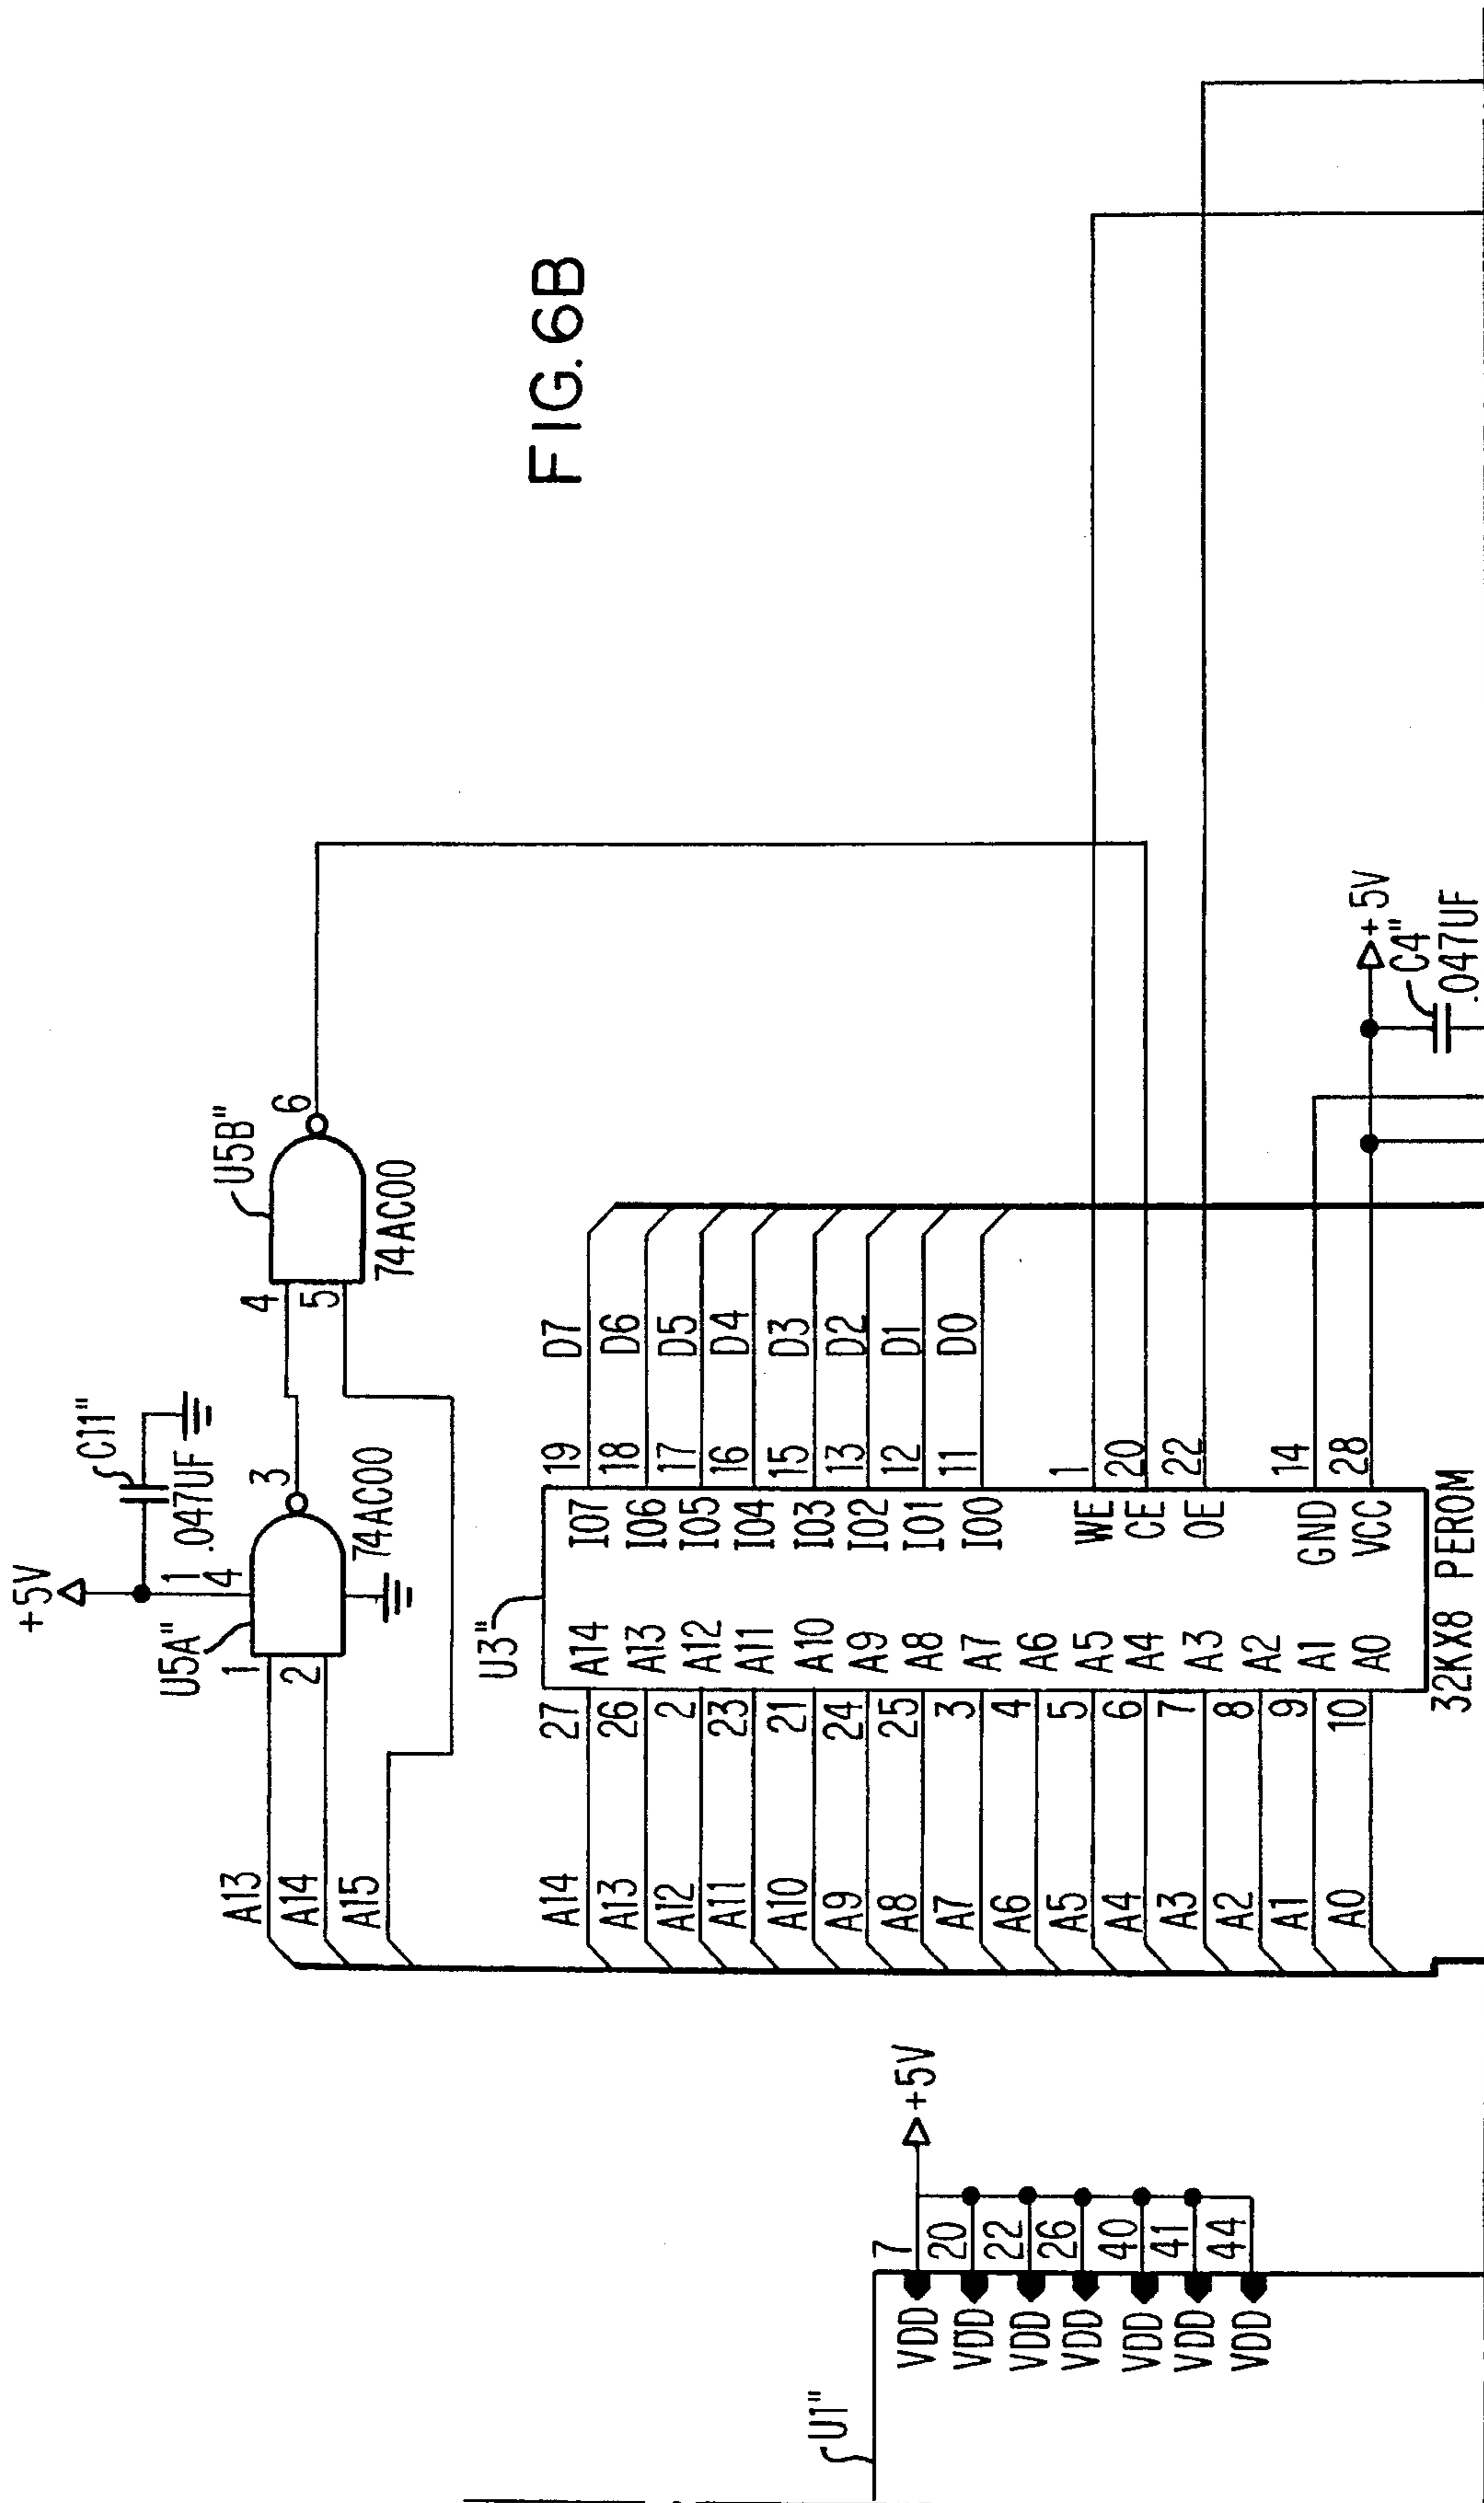 FIG.6B
+5V
C11"
.047UF
U5A"
1
4
1
2
3
74AC00
U5B"
4
5
6
74AC00
A13
A14
A15
U3"
A14 27 A14 IO7 19 D7
A13 26 A13 IO6 18 D6
A12 2 A12 IO5 17 D5
A11 23 A11 IO4 16 D4
A10 21 A10 IO3 15 D3
A9 24 A9 IO2 13 D2
A8 25 A8 IO1 12 D1
A7 3 A7 IO0 11 D0
A6 4 A6
A5 5 A5 WE 1
A4 6 A4 CE 20
A3 7 A3 OE 22
A2 8 A2
A1 9 A1 GND 14
A0 10 A0 VCC 28
32K X8 PEROM
+5V
C4"
.047UF
U1"
+5V
VDD 7
VDD 20
VDD 22
VDD 26
VDD 40
VDD 41
VDD 44